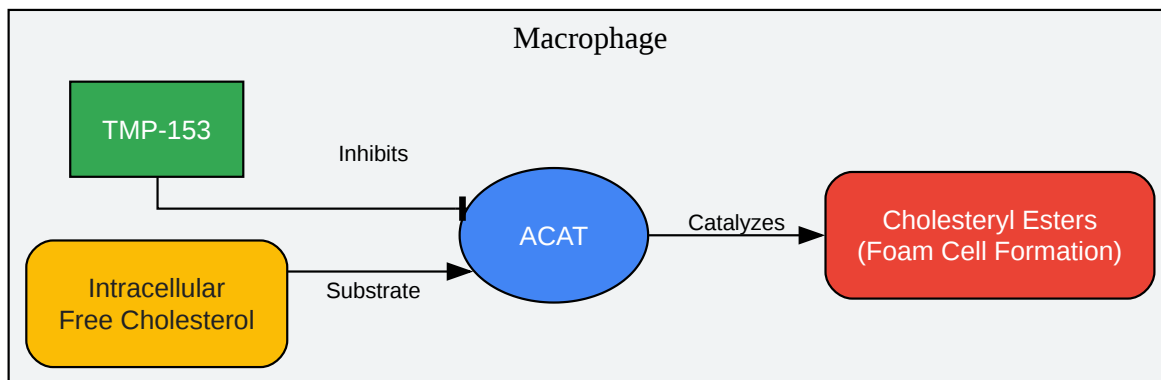 Macrophage
TMP-153
Inhibits
ACAT
Catalyzes
Cholesteryl Esters
(Foam Cell Formation)
Intracellular
Free Cholesterol
Substrate